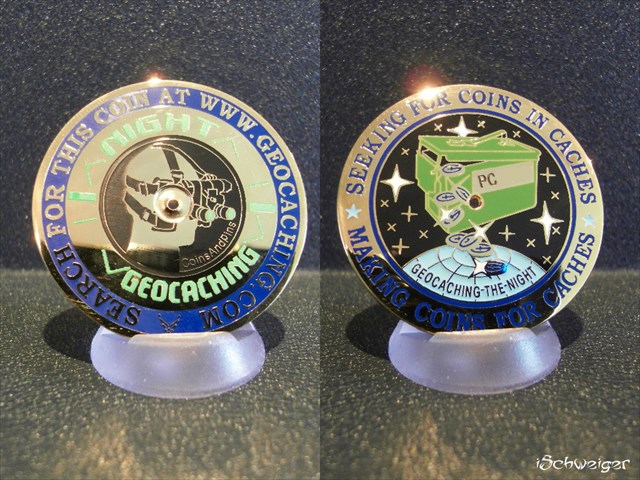 SEARCH FOR THIS COIN AT WWW.GEOCACHING.COM
NIGHT
CoinsAndPins
GEOCACHING
SEEKING FOR COINS IN CACHES
PC
GEOCACHING-THE-NIGHT
MAKING COINS FOR CACHES
iSchweiger